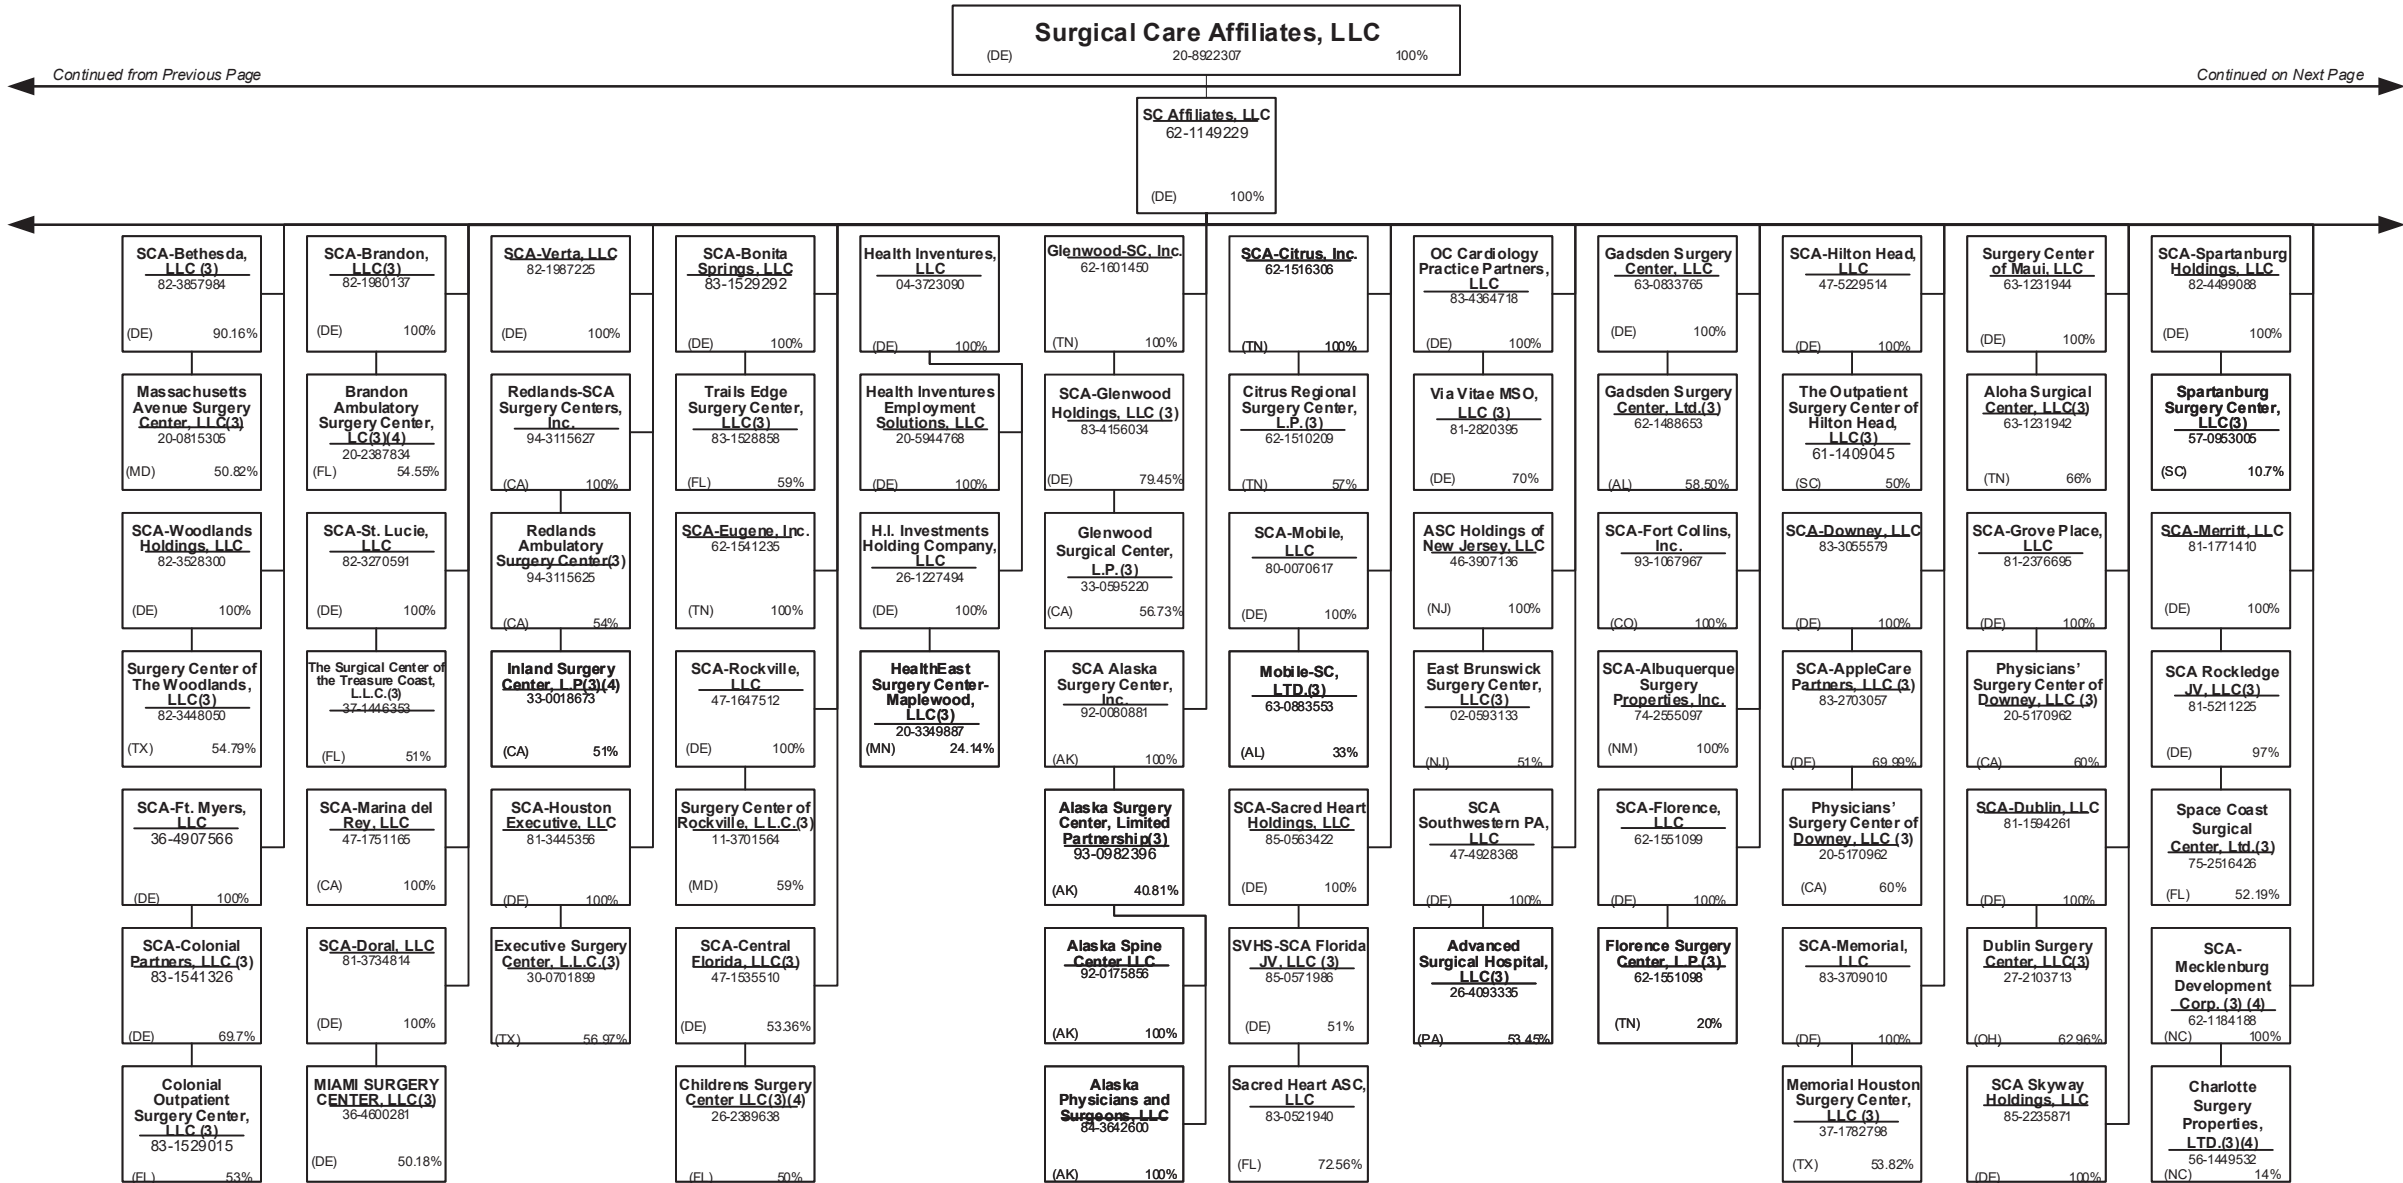 Surgical Care Affiliates, LLC
(DE) 20-8922307 100%
Continued from Previous Page
Continued on Next Page
SC Affiliates, LLC
62-1149229
(DE) 100%
SCA-Bethesda,
LLC (3)
82-3857984
(DE) 90.16%
Massachusetts
Avenue Surgery
Center, LLC(3)
20-0815305
(MD) 50.82%
SCA-Woodlands
Holdings, LLC
82-3528300
(DE) 100%
Surgery Center of
The Woodlands,
LLC(3)
82-3448050
(TX) 54.79%
SCA-Ft. Myers,
LLC
36-4907566
(DE) 100%
SCA-Colonial
Partners, LLC (3)
83-1541326
(DE) 69.7%
Colonial
Outpatient
Surgery Center,
LLC (3)
83-1529015
(FL) 53%
SCA-Brandon,
LLC(3)
82-1980137
(DE) 100%
Brandon
Ambulatory
Surgery Center,
LC(3)(4)
20-2387834
(FL) 54.55%
SCA-St. Lucie,
LLC
82-3270591
(DE) 100%
The Surgical Center of
the Treasure Coast,
L.L.C.(3)
37-1446353
(FL) 51%
SCA-Marina del
Rey, LLC
47-1751165
(CA) 100%
SCA-Doral, LLC
81-3734814
(DE) 100%
MIAMI SURGERY
CENTER, LLC(3)
36-4600281
(DE) 50.18%
SCA-Verta, LLC
82-1987225
(DE) 100%
Redlands-SCA
Surgery Centers,
Inc.
94-3115627
(CA) 100%
Redlands
Ambulatory
Surgery Center(3)
94-3115625
(CA) 54%
Inland Surgery
Center, L.P(3)(4)
33-0018673
(CA) 51%
SCA-Houston
Executive, LLC
81-3445356
(DE) 100%
Executive Surgery
Center, L.L.C.(3)
30-0701899
(TX) 56.97%
SCA-Bonita
Springs, LLC
83-1529292
(DE) 100%
Trails Edge
Surgery Center,
LLC(3)
83-1528858
(FL) 59%
SCA-Eugene, Inc.
62-1541235
(TN) 100%
SCA-Rockville,
LLC
47-1647512
(DE) 100%
Surgery Center of
Rockville, L.L.C.(3)
11-3701564
(MD) 59%
SCA-Central
Florida, LLC(3)
47-1535510
(DE) 53.36%
Childrens Surgery
Center LLC(3)(4)
26-2389638
(FL) 50%
Health Inventures,
LLC
04-3723090
(DE) 100%
Health Inventures
Employment
Solutions, LLC
20-5944768
(DE) 100%
H.I. Investments
Holding Company,
LLC
26-1227494
(DE) 100%
HealthEast
Surgery Center-
Maplewood,
LLC(3)
20-3349887
(MN) 24.14%
Glenwood-SC, Inc.
62-1601450
(TN) 100%
SCA-Glenwood
Holdings, LLC (3)
83-4156034
(DE) 79.45%
Glenwood
Surgical Center,
L.P.(3)
33-0595220
(CA) 56.73%
SCA Alaska
Surgery Center,
Inc.
92-0080881
(AK) 100%
Alaska Surgery
Center, Limited
Partnership(3)
93-0982396
(AK) 40.81%
Alaska Spine
Center LLC
92-0175856
(AK) 100%
Alaska
Physicians and
Surgeons, LLC
84-3642600
(AK) 100%
SCA-Citrus, Inc.
62-1516306
(TN) 100%
Citrus Regional
Surgery Center,
L.P.(3)
62-1510209
(TN) 57%
SCA-Mobile,
LLC
80-0070617
(DE) 100%
Mobile-SC,
LTD.(3)
63-0883553
(AL) 33%
SCA-Sacred Heart
Holdings, LLC
85-0563422
(DE) 100%
SVHS-SCA Florida
JV, LLC (3)
85-0571986
(DE) 51%
Sacred Heart ASC,
LLC
83-0521940
(FL) 72.56%
OC Cardiology
Practice Partners,
LLC
83-4364718
(DE) 100%
Via Vitae MSO,
LLC (3)
81-2820395
(DE) 70%
ASC Holdings of
New Jersey, LLC
46-3907136
(NJ) 100%
East Brunswick
Surgery Center,
LLC(3)
02-0593133
(NJ) 51%
SCA
Southwestern PA,
LLC
47-4928368
(DE) 100%
Advanced
Surgical Hospital,
LLC(3)
26-4093335
(PA) 53.45%
Gadsden Surgery
Center, LLC
63-0833765
(DE) 100%
Gadsden Surgery
Center, Ltd.(3)
62-1488653
(AL) 58.50%
SCA-Fort Collins,
Inc.
93-1067967
(CO) 100%
SCA-Albuquerque
Surgery
Properties, Inc.
74-2555097
(NM) 100%
SCA-Florence,
LLC
62-1551099
(DE) 100%
Florence Surgery
Center, L.P.(3)
62-1551098
(TN) 20%
SCA-Hilton Head,
LLC
47-5229514
(DE) 100%
The Outpatient
Surgery Center of
Hilton Head,
LLC(3)
61-1409045
(SC) 50%
SCA-Downey, LLC
83-3055579
(DE) 100%
SCA-AppleCare
Partners, LLC (3)
83-2703057
(DE) 69.99%
Physicians'
Surgery Center of
Downey, LLC (3)
20-5170962
(CA) 60%
SCA-Memorial,
LLC
83-3709010
(DE) 100%
Memorial Houston
Surgery Center,
LLC (3)
37-1782798
(TX) 53.82%
Surgery Center
of Maui, LLC
63-1231944
(DE) 100%
Aloha Surgical
Center, LLC(3)
63-1231942
(TN) 66%
SCA-Grove Place,
LLC
81-2376695
(DE) 100%
Physicians'
Surgery Center of
Downey, LLC (3)
20-5170962
(CA) 60%
SCA-Dublin, LLC
81-1594261
(DE) 100%
Dublin Surgery
Center, LLC(3)
27-2103713
(OH) 62.96%
SCA Skyway
Holdings, LLC
85-2235871
(DE) 100%
SCA-Spartanburg
Holdings, LLC
82-4499088
(DE) 100%
Spartanburg
Surgery Center,
LLC(3)
57-0953005
(SC) 10.7%
SCA-Merritt, LLC
81-1771410
(DE) 100%
SCA Rockledge
JV, LLC(3)
81-5211225
(DE) 97%
Space Coast
Surgical
Center, Ltd.(3)
75-2516426
(FL) 52.19%
SCA-
Mecklenburg
Development
Corp. (3) (4)
62-1184188
(NC) 100%
Charlotte
Surgery
Properties,
LTD.(3)(4)
56-1449532
(NC) 14%